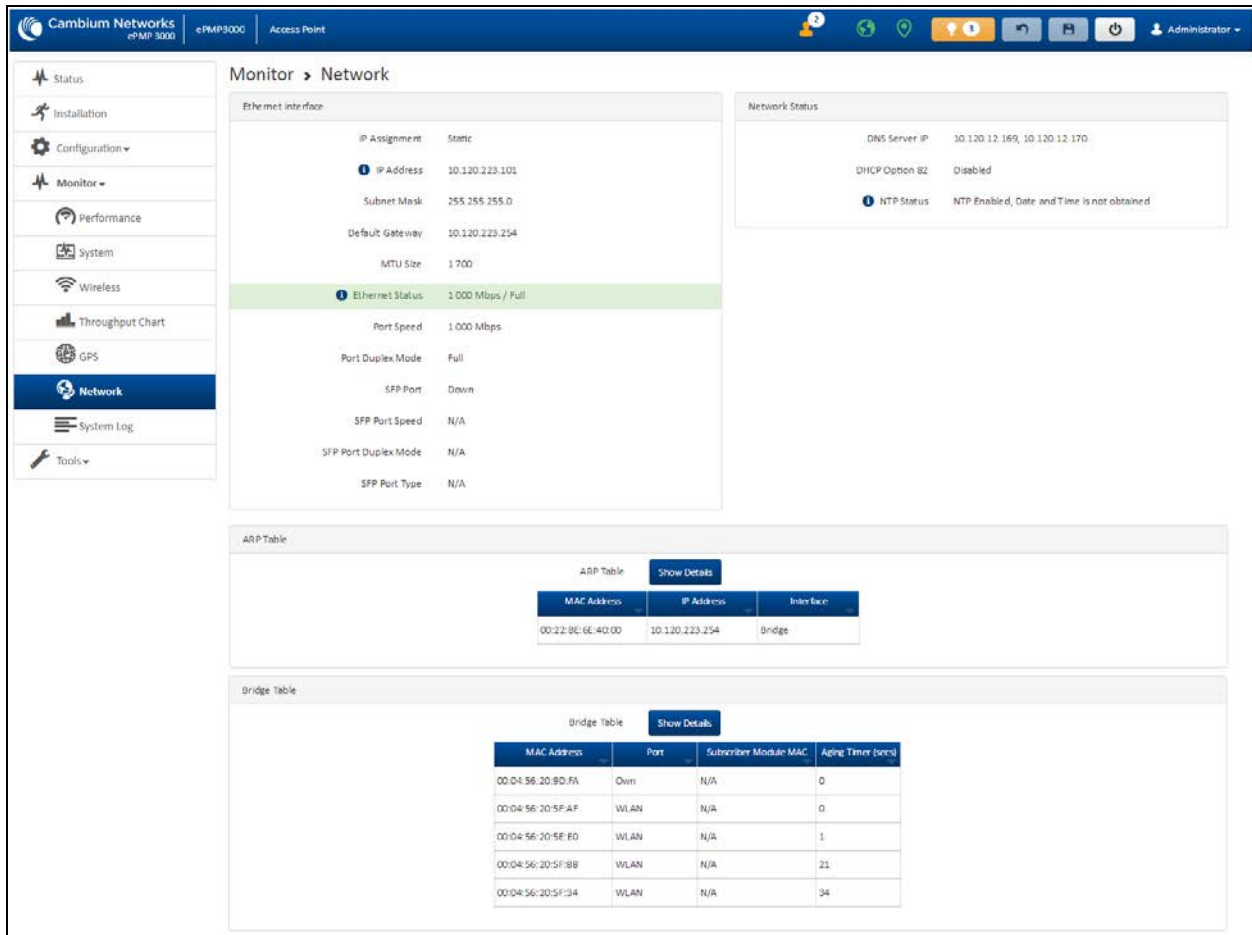 Cambium Networks
ePMP 3000
ePMP3000
Access Point
2
3
Administrator
Status
Installation
Configuration
Monitor
Performance
System
Wireless
Throughput Chart
GPS
Network
System Log
Tools
Monitor > Network
Ethernet Interface
IP Assignment Static
IP Address 10.120.223.101
Subnet Mask 255.255.255.0
Default Gateway 10.120.223.254
MTU Size 1700
Ethernet Status 1000 Mbps / Full
Port Speed 1000 Mbps
Port Duplex Mode Full
SFP Port Down
SFP Port Speed N/A
SFP Port Duplex Mode N/A
SFP Port Type N/A
Network Status
DNS Server IP 10.120.12.169, 10.120.12.170
DHCP Option 82 Disabled
NTP Status NTP Enabled, Date and Time is not obtained
ARP Table
ARP Table Show Details
MAC Address IP Address Interface
00:22:BE:6E:40:00 10.120.223.254 Bridge
Bridge Table
Bridge Table Show Details
MAC Address Port Subscriber Module MAC Aging Timer (secs)
00:04:56:20:9D:FA Own N/A 0
00:04:56:20:5F:AF WLAN N/A 0
00:04:56:20:5E:E0 WLAN N/A 1
00:04:56:20:5F:88 WLAN N/A 21
00:04:56:20:5F:34 WLAN N/A 34